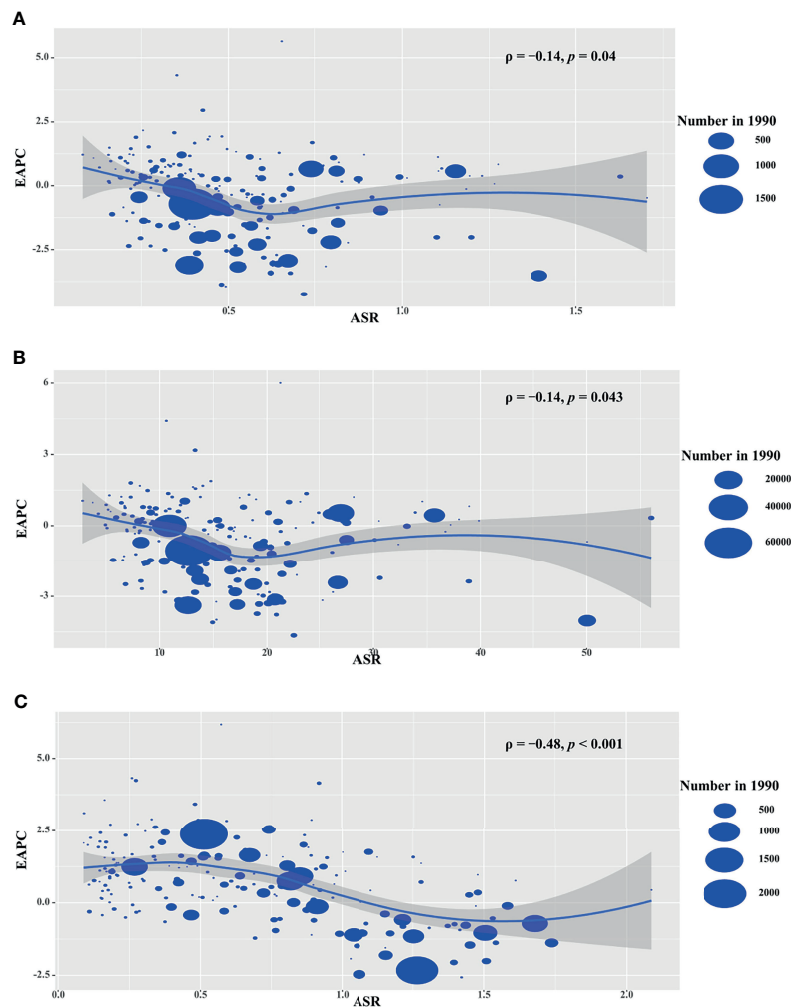 A
ρ = −0.14, p = 0.04
5.0
2.5
0.0
-2.5
EAPC
0.5
1.0
1.5
ASR
Number in 1990
500
1000
1500
B
ρ = −0.14, p = 0.043
6
3
0
-3
EAPC
10
20
30
40
50
ASR
Number in 1990
20000
40000
60000
C
ρ = −0.48, p < 0.001
5.0
2.5
0.0
-2.5
EAPC
0.0
0.5
1.0
1.5
2.0
ASR
Number in 1990
500
1000
1500
2000